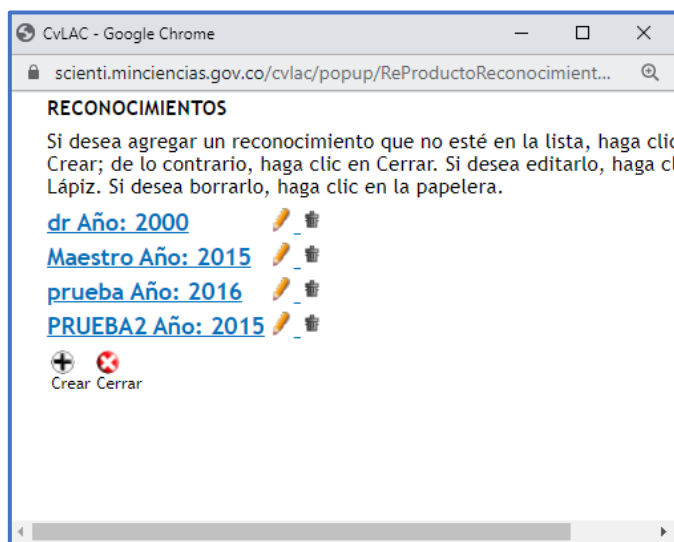 CvLAC - Google Chrome
scienti.minciencias.gov.co/cvlac/popup/ReProductoReconocimient...
RECONOCIMIENTOS
Si desea agregar un reconocimiento que no esté en la lista, haga clic
Crear; de lo contrario, haga clic en Cerrar. Si desea editarlo, haga cl
Lápiz. Si desea borrarlo, haga clic en la papelera.
dr Año: 2000
Maestro Año: 2015
prueba Año: 2016
PRUEBA2 Año: 2015
Crear Cerrar